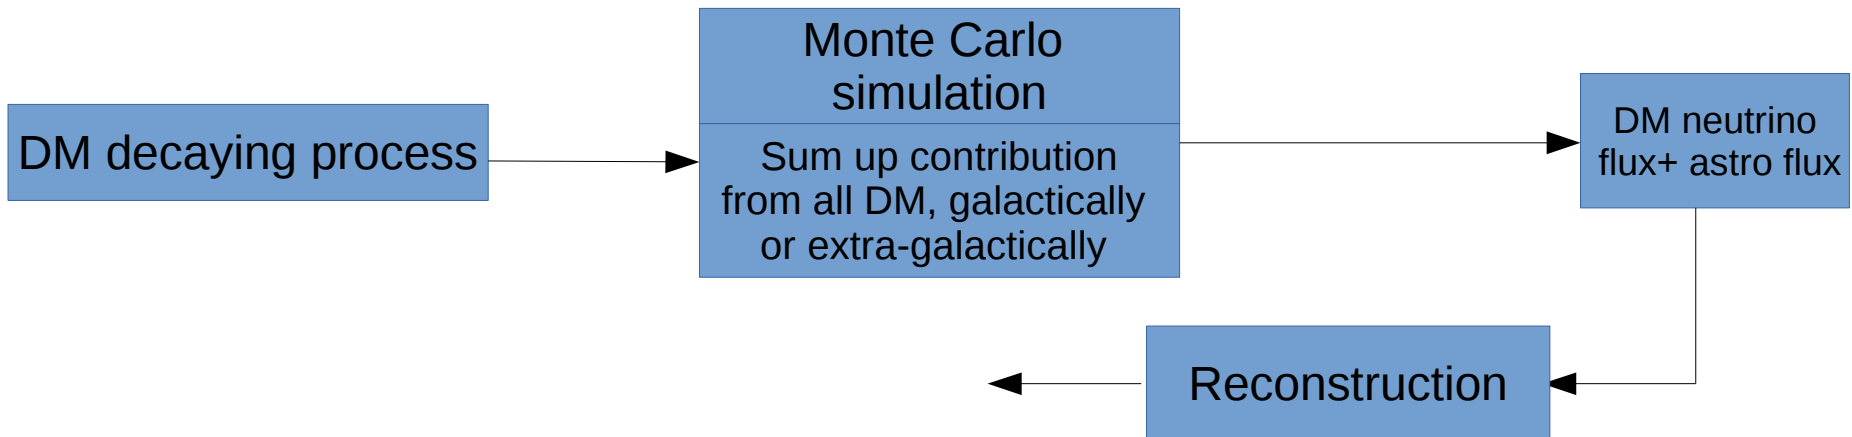 DM decaying process
Monte Carlo
simulation
Sum up contribution
from all DM, galactically
or extra-galactically
DM neutrino
flux+ astro flux
Reconstruction